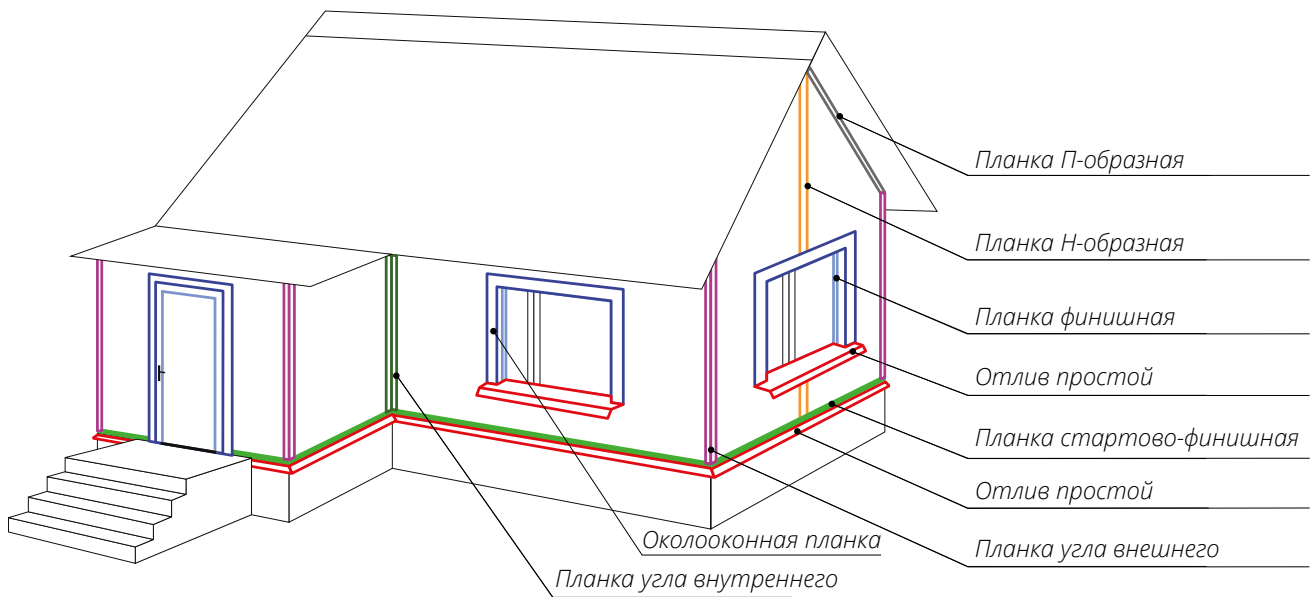 Планка П-образная
Планка Н-образная
Планка финишная
Отлив простой
Планка стартово-финишная
Отлив простой
Околооконная планка
Планка угла внешнего
Планка угла внутреннего